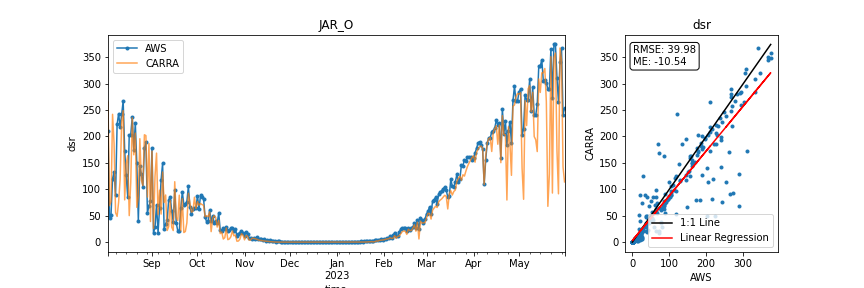 JAR_O
AWS
CARRA
dsr
350
300
250
200
150
100
50
0
Sep
Oct
Nov
Dec
Jan
2023
Feb
Mar
Apr
May
time
dsr
RMSE: 39.98
ME: -10.54
CARRA
350
300
250
200
150
100
50
0
1:1 Line
Linear Regression
0
100
200
300
AWS